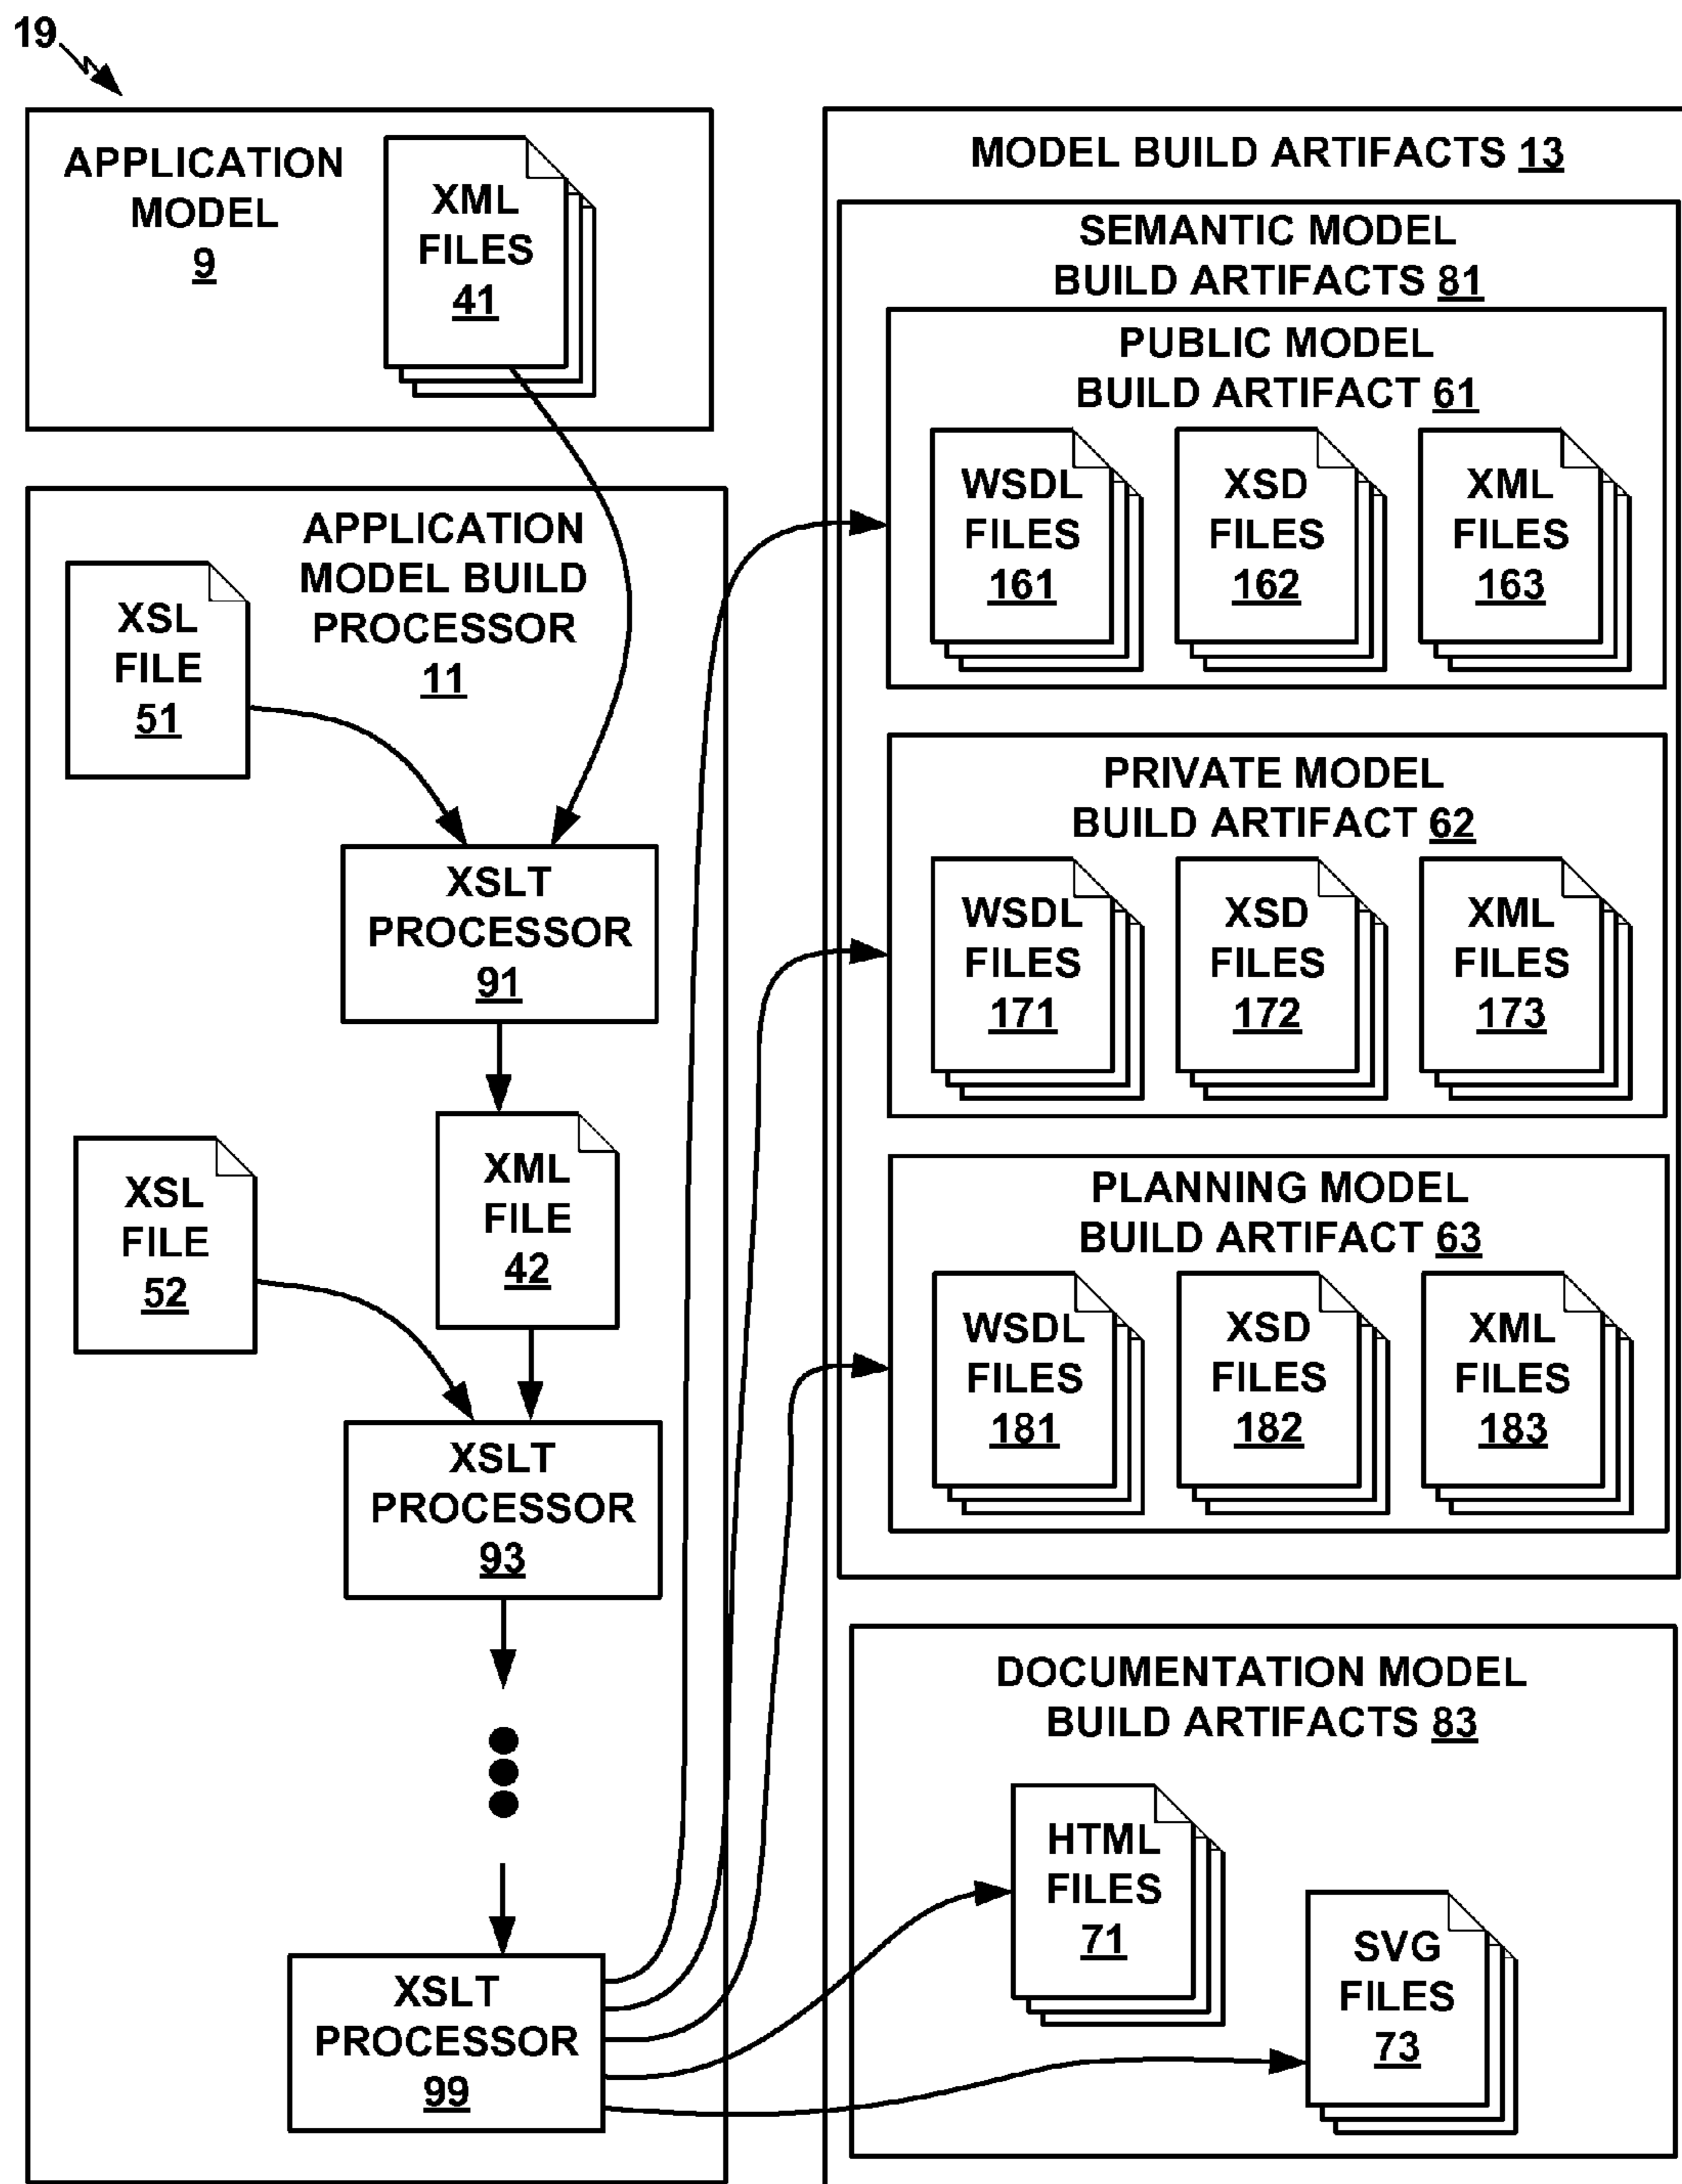 19
APPLICATION
MODEL
9
XML
FILES
41
APPLICATION
MODEL BUILD
PROCESSOR
11
XSL
FILE
51
XSLT
PROCESSOR
91
XML
FILE
42
XSL
FILE
52
XSLT
PROCESSOR
93
XSLT
PROCESSOR
99
MODEL BUILD ARTIFACTS 13
SEMANTIC MODEL
BUILD ARTIFACTS 81
PUBLIC MODEL
BUILD ARTIFACT 61
WSDL
FILES
161
XSD
FILES
162
XML
FILES
163
PRIVATE MODEL
BUILD ARTIFACT 62
WSDL
FILES
171
XSD
FILES
172
XML
FILES
173
PLANNING MODEL
BUILD ARTIFACT 63
WSDL
FILES
181
XSD
FILES
182
XML
FILES
183
DOCUMENTATION MODEL
BUILD ARTIFACTS 83
HTML
FILES
71
SVG
FILES
73